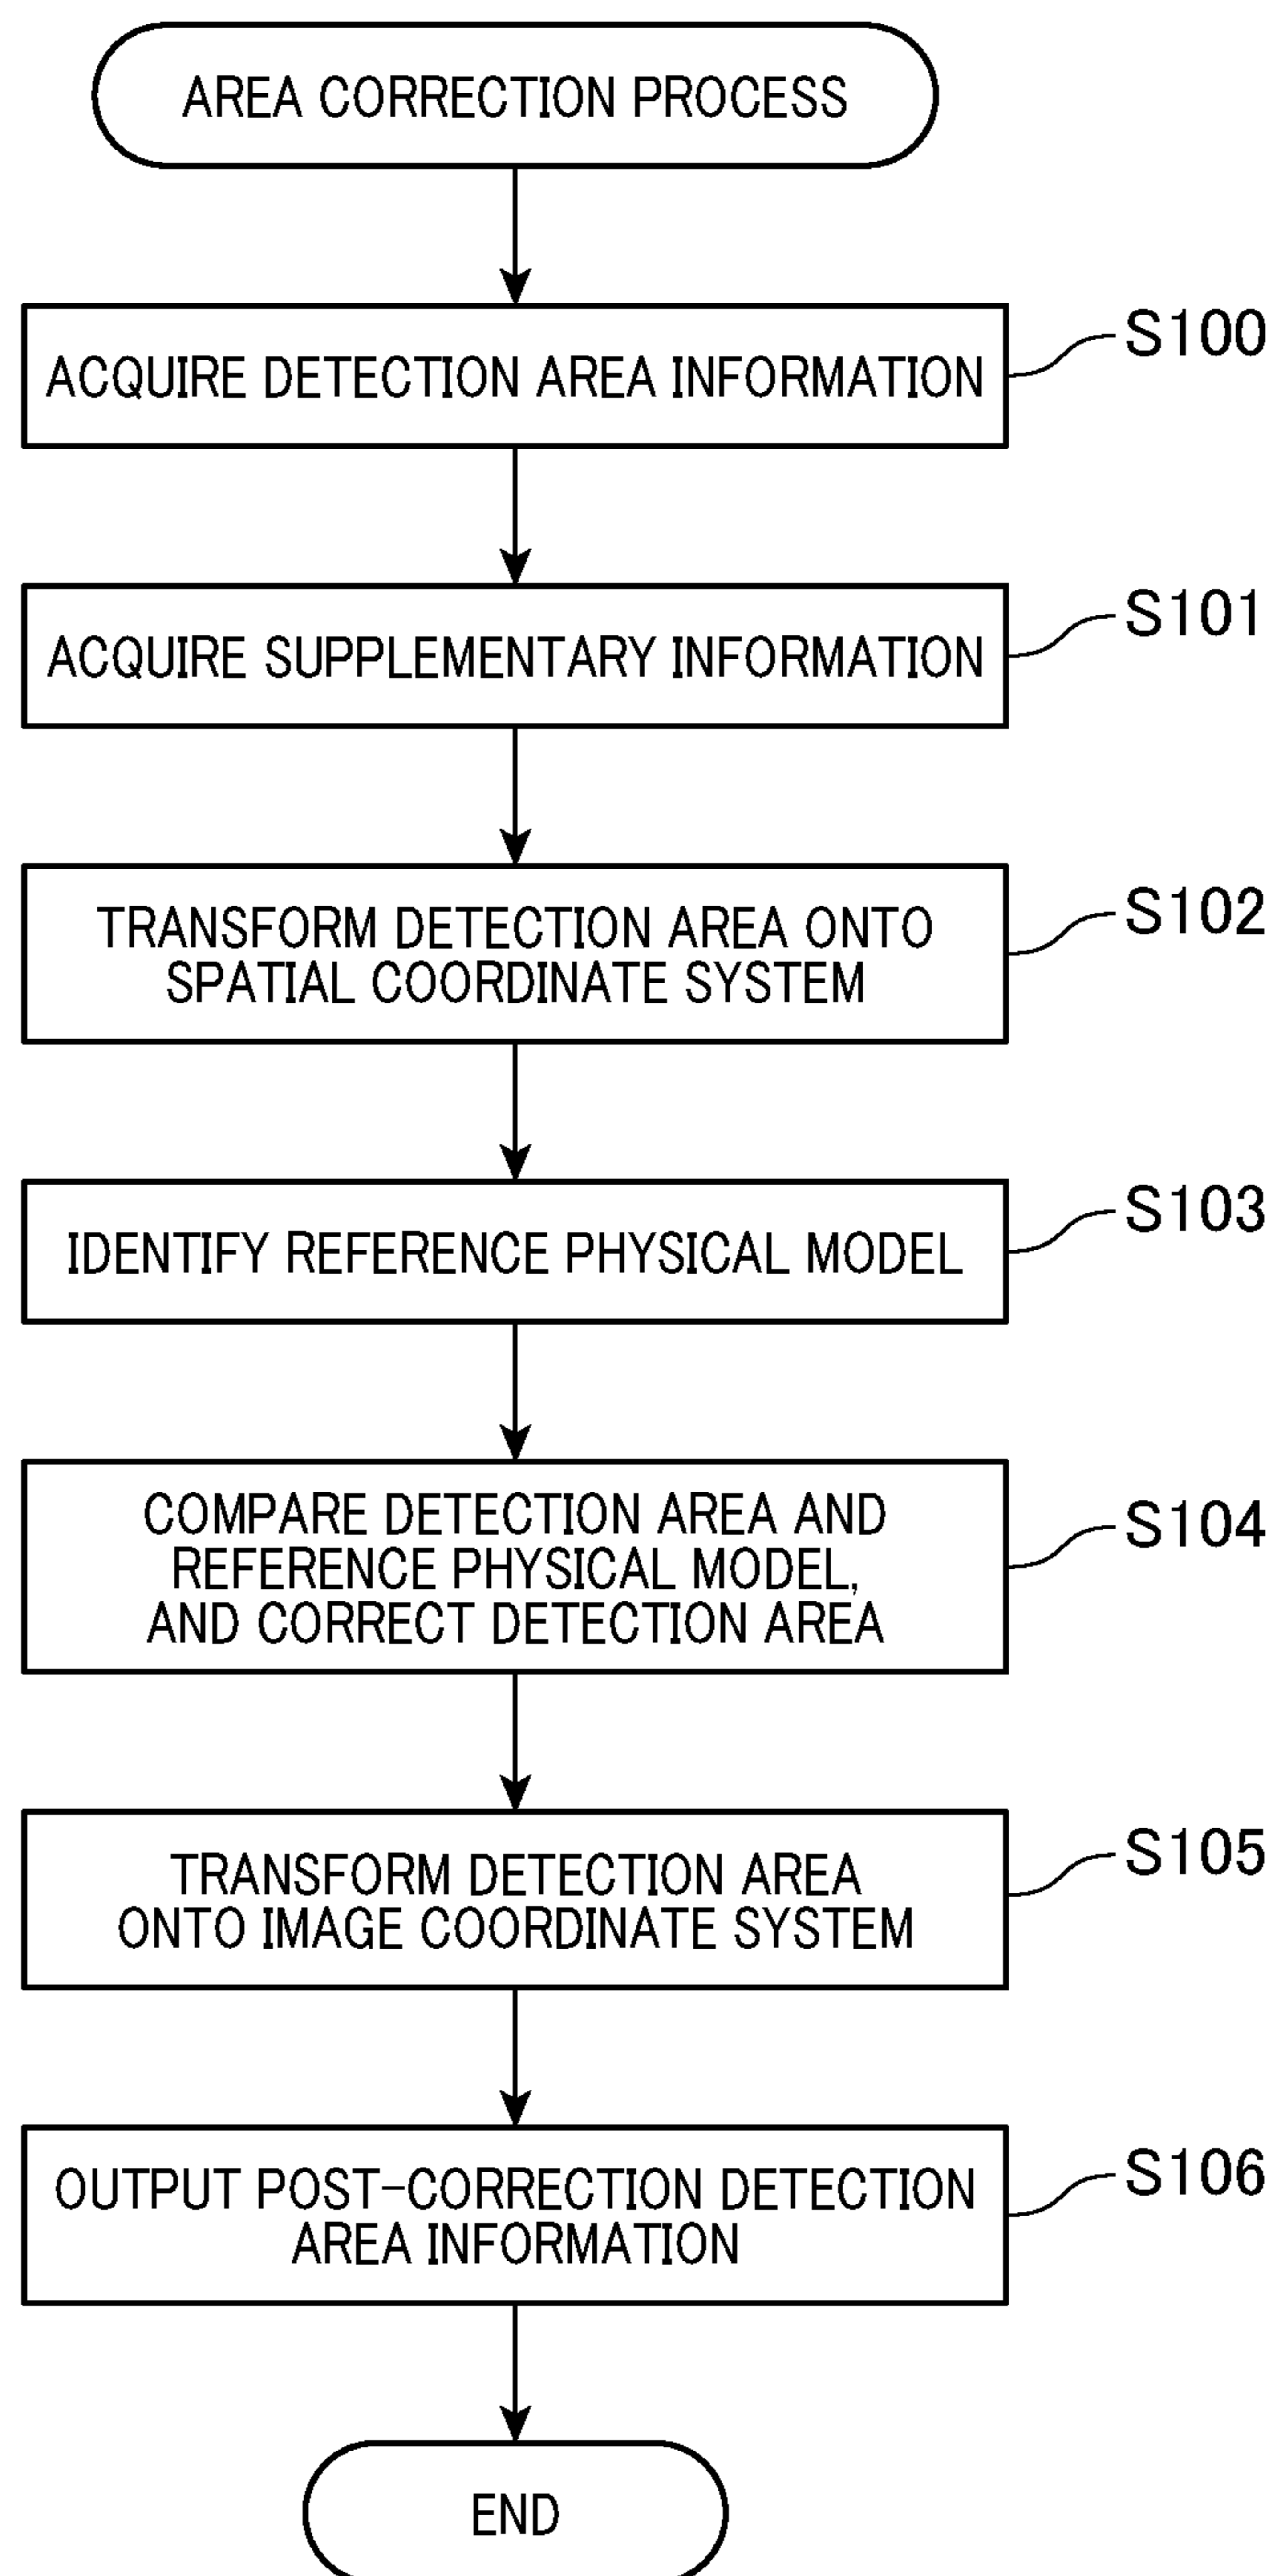 AREA CORRECTION PROCESS
ACQUIRE DETECTION AREA INFORMATION
S100
ACQUIRE SUPPLEMENTARY INFORMATION
S101
TRANSFORM DETECTION AREA ONTO
SPATIAL COORDINATE SYSTEM
S102
IDENTIFY REFERENCE PHYSICAL MODEL
S103
COMPARE DETECTION AREA AND
REFERENCE PHYSICAL MODEL,
AND CORRECT DETECTION AREA
S104
TRANSFORM DETECTION AREA
ONTO IMAGE COORDINATE SYSTEM
S105
OUTPUT POST-CORRECTION DETECTION
AREA INFORMATION
S106
END